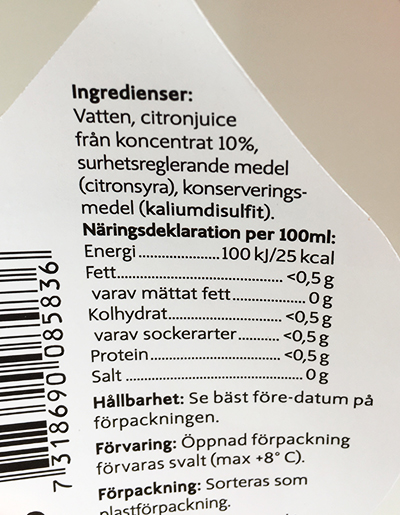 Ingredienser:
Vatten, citronjuice
från koncentrat 10%,
surhetsreglerande medel
(citronsyra), konserverings-
medel (kaliumdisulfit).
Näringsdeklaration per 100ml:
Energi..................100 kJ/25 kcal
Fett....................................<0,5 g
varav mättat fett................0 g
Kolhydrat.........................<0,5 g
varav sockerarter..........<0,5 g
Protein.............................<0,5 g
Salt.......................................0 g
Hållbarhet: Se bäst före-datum på
förpackningen.
Förvaring: Öppnad förpackning
förvaras svalt (max +8° C).
Förpackning: Sorteras som
plastförpackning.
7 318690 085836